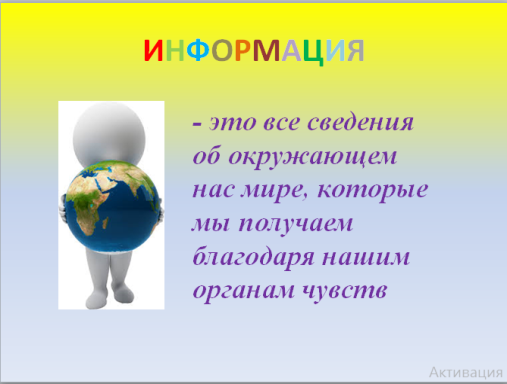 ИНФОРМАЦИЯ
- это все сведения
об окружающем
нас мире, которые
мы получаем
благодаря нашим
органам чувств
Активация